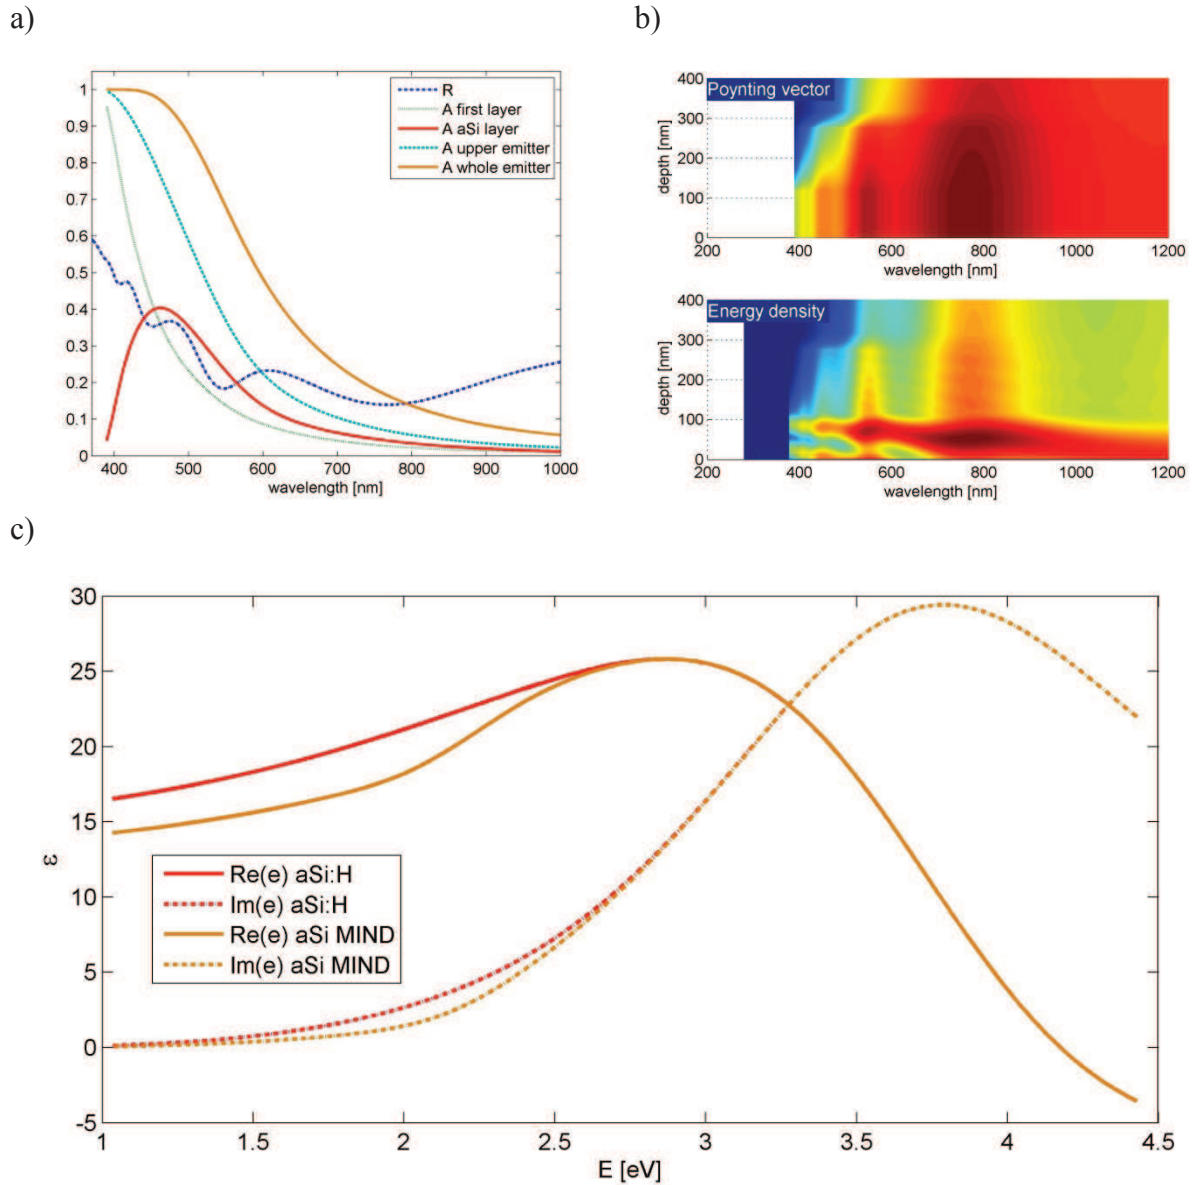 a)
R
A first layer
A aSi layer
A upper emitter
A whole emitter
1
0.9
0.8
0.7
0.6
0.5
0.4
0.3
0.2
0.1
0
400 500 600 700 800 900 1000
wavelength [nm]
b)
Poynting vector
400
300
200
100
0
depth [nm]
200 400 600 800 1000 1200
wavelength [nm]
Energy density
400
300
200
100
0
depth [nm]
200 400 600 800 1000 1200
wavelength [nm]
c)
30
25
20
15
10
5
0
-5
ε
Re(e) aSi:H
Im(e) aSi:H
Re(e) aSi MIND
Im(e) aSi MIND
1 1.5 2 2.5 3 3.5 4 4.5
E [eV]